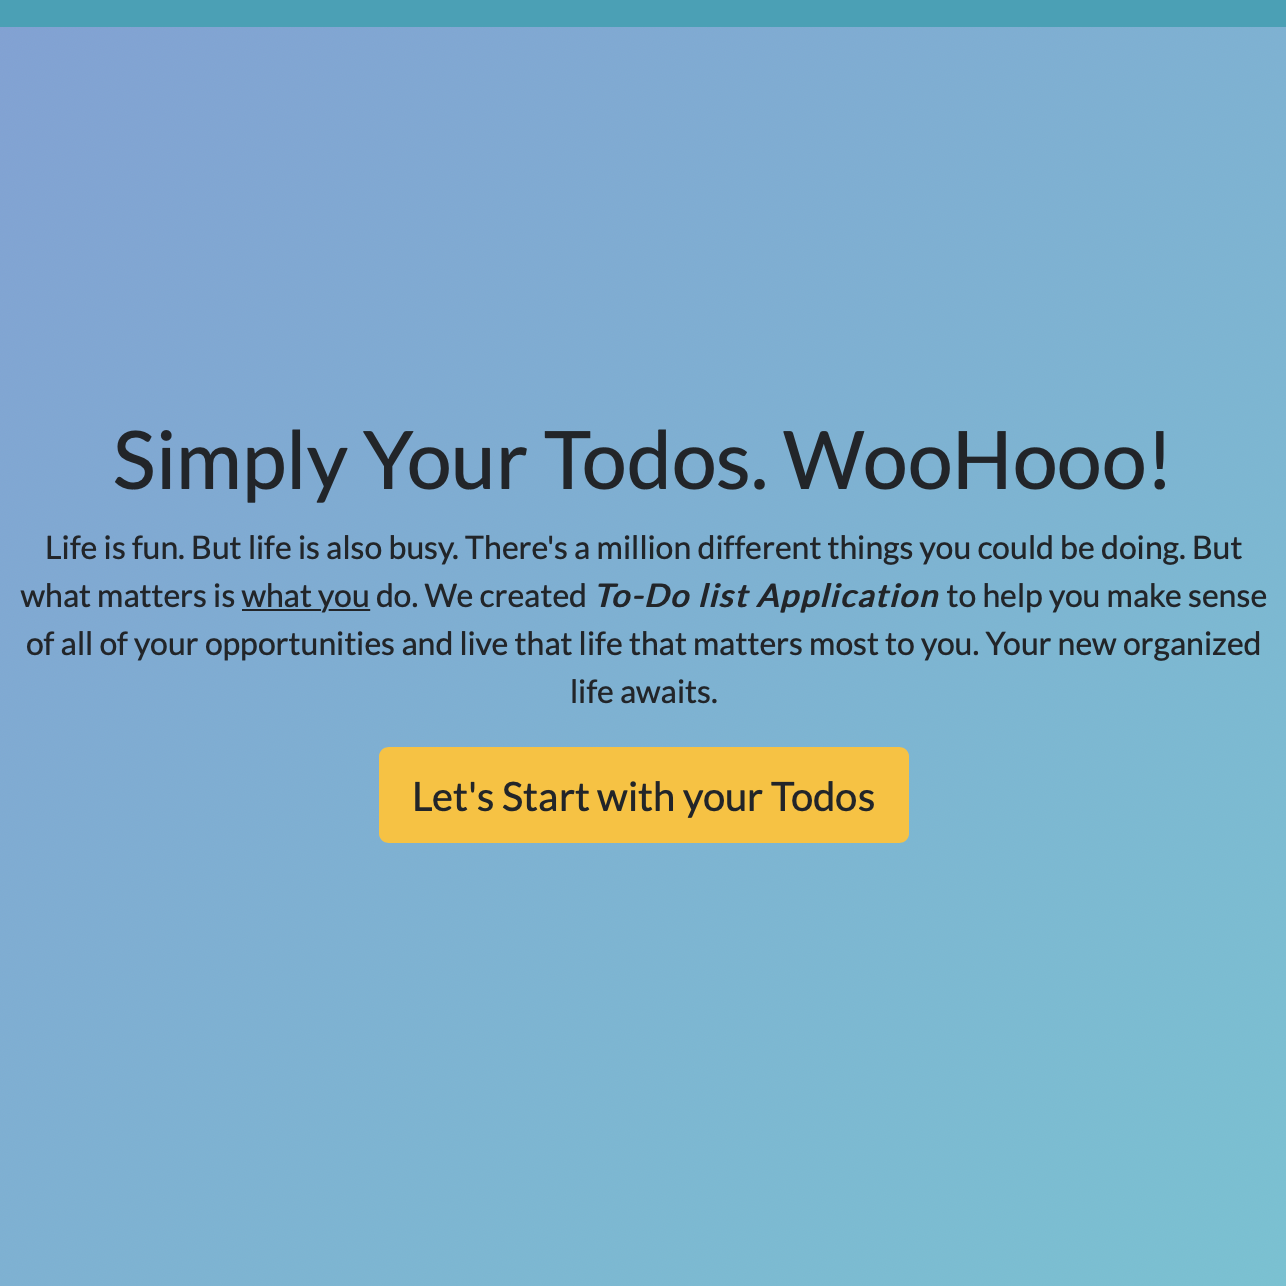 Simply Your Todos. WooHooo!
Life is fun. But life is also busy. There's a million different things you could be doing. But
what matters is what you do. We created To-Do list Application to help you make sense
of all of your opportunities and live that life that matters most to you. Your new organized
life awaits.
Let's Start with your Todos